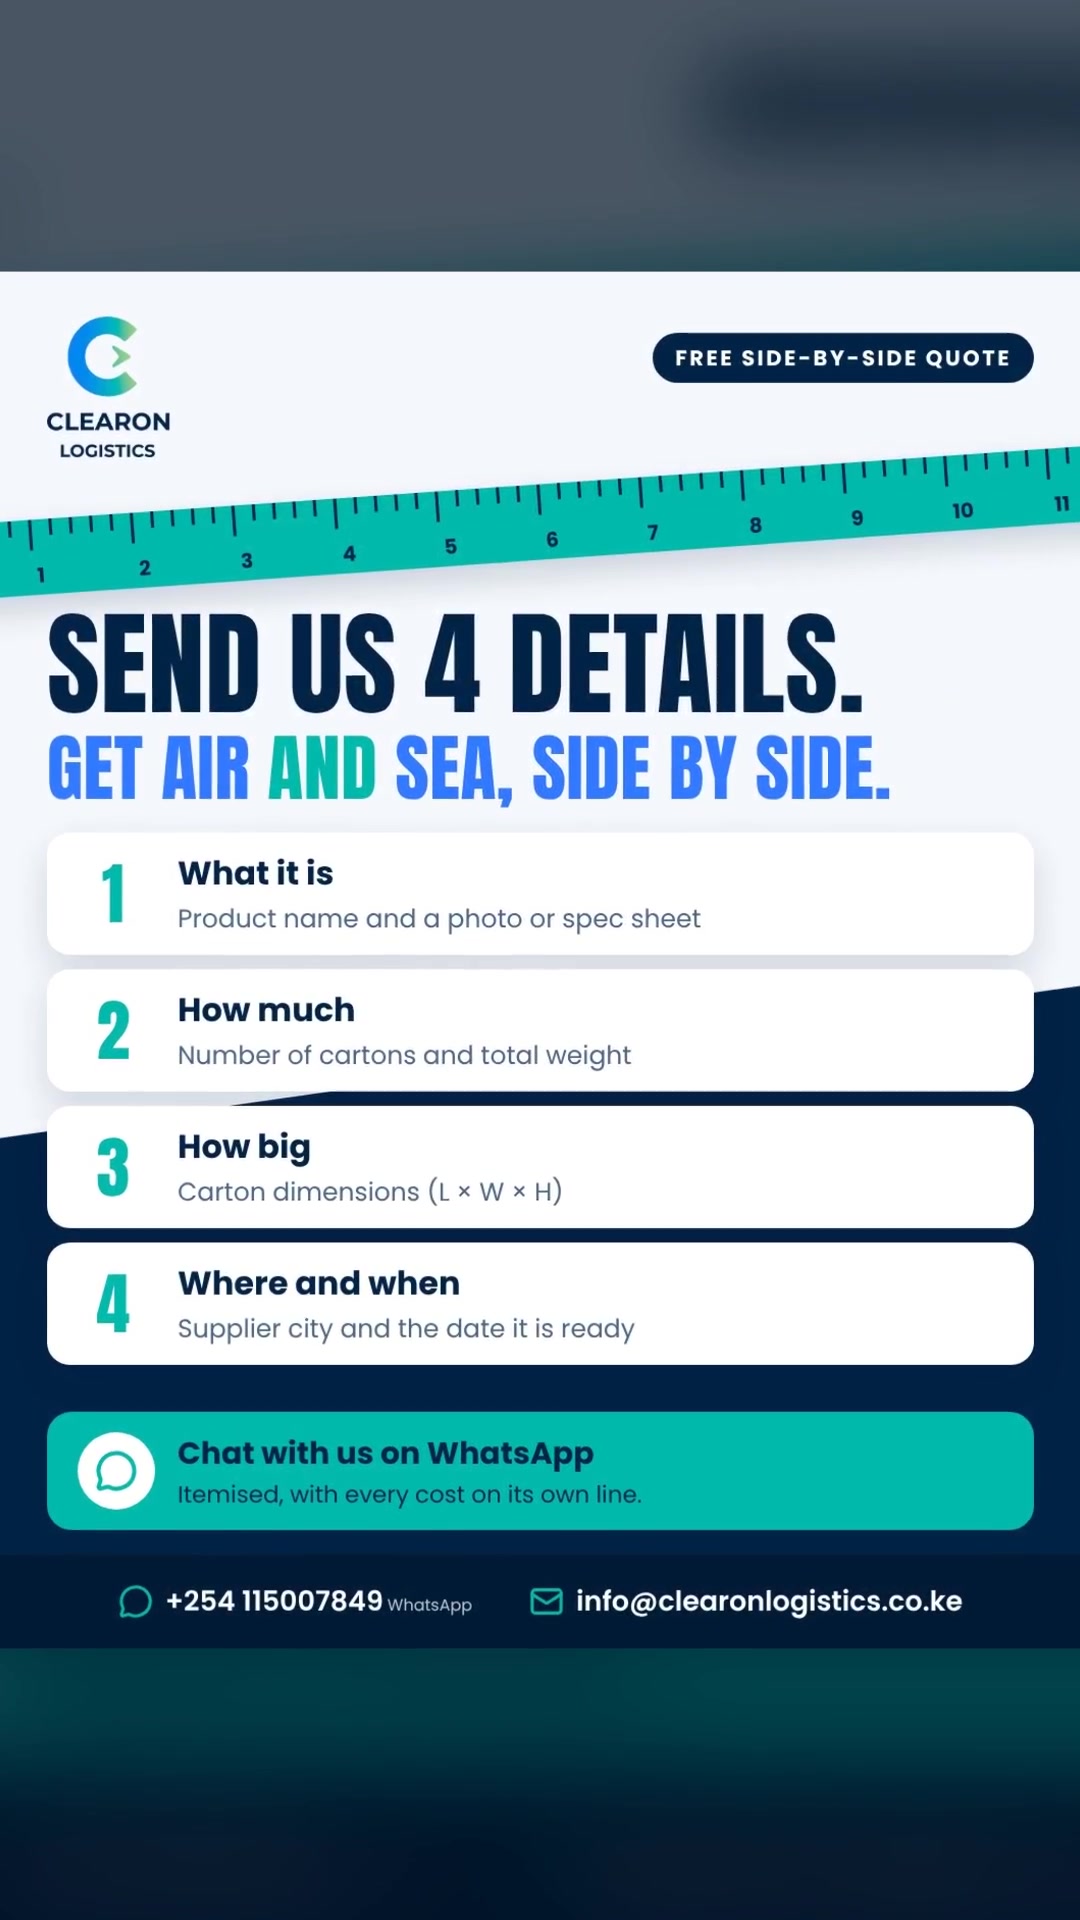 CLEARON
LOGISTICS
FREE SIDE-BY-SIDE QUOTE
1 2 3 4 5 6 7 8 9 10 11
SEND US 4 DETAILS.
GET AIR AND SEA, SIDE BY SIDE.
1
What it is
Product name and a photo or spec sheet
2
How much
Number of cartons and total weight
3
How big
Carton dimensions (L × W × H)
4
Where and when
Supplier city and the date it is ready
Chat with us on WhatsApp
Itemised, with every cost on its own line.
+254 115007849 WhatsApp
info@clearonlogistics.co.ke